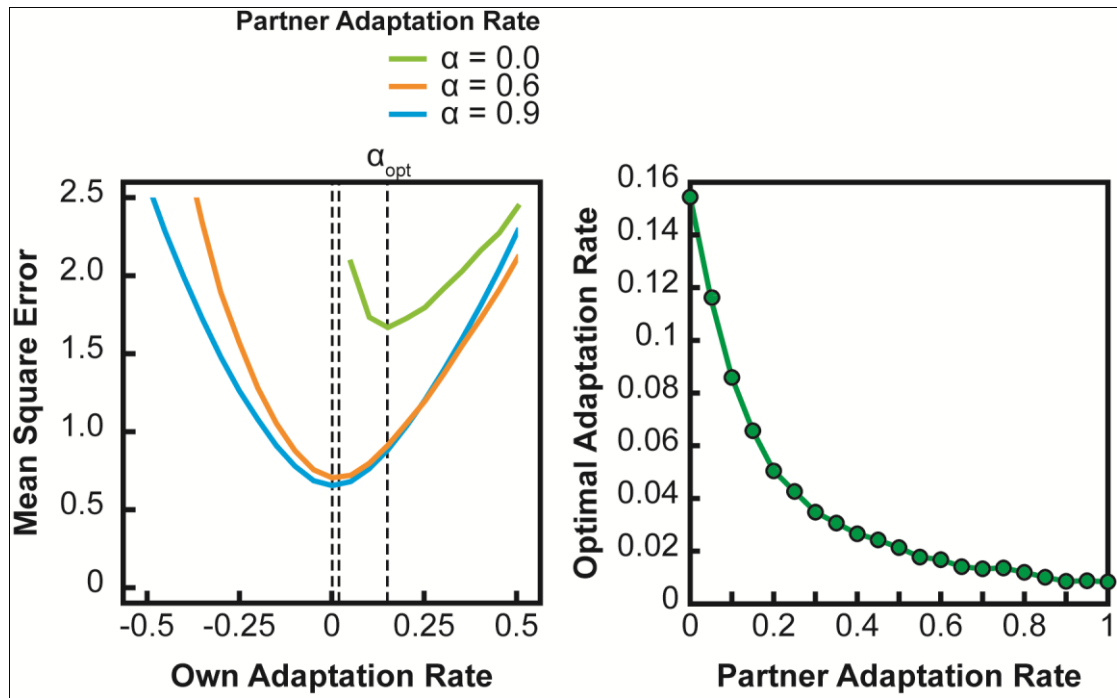 Partner Adaptation Rate
α = 0.0
α = 0.6
α = 0.9
αopt
2.5
2.0
1.5
1.0
0.5
0
Mean Square Error
-0.5 -0.25 0 0.25 0.5
Own Adaptation Rate
0.16
0.14
0.12
0.1
0.08
0.06
0.04
0.02
0
Optimal Adaptation Rate
0 0.2 0.4 0.6 0.8 1
Partner Adaptation Rate